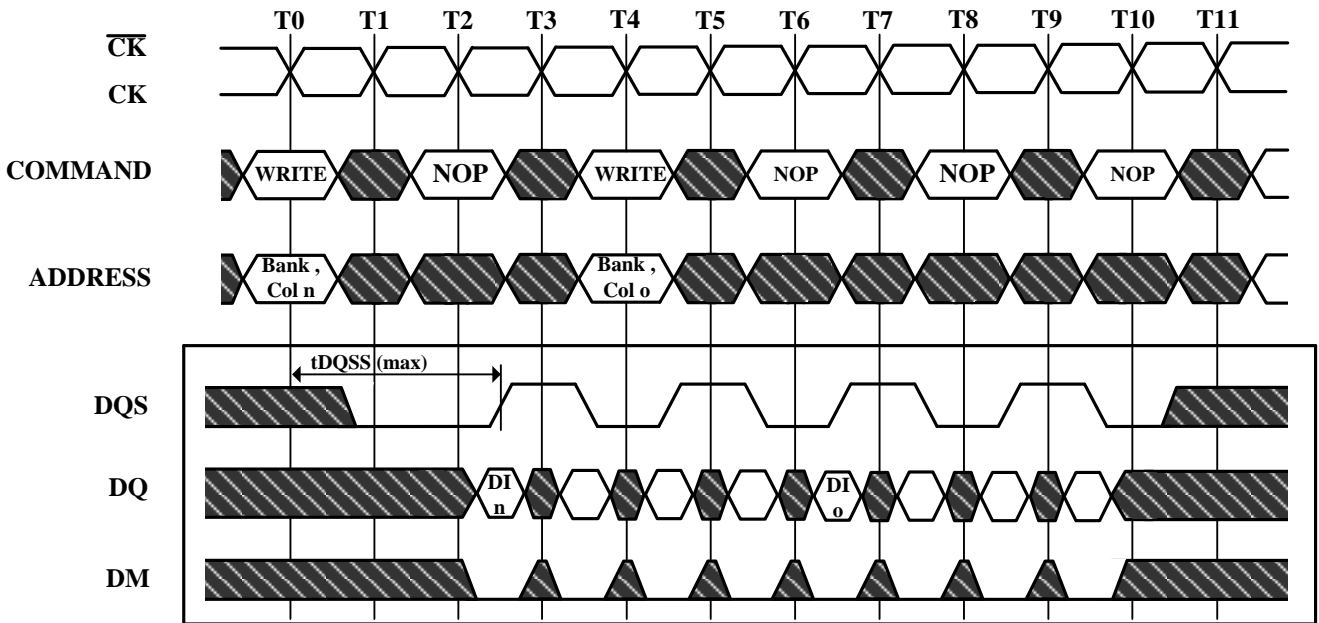 T0 T1 T2 T3 T4 T5 T6 T7 T8 T9 T10 T11
CK
CK
COMMAND WRITE NOP WRITE NOP NOP NOP
ADDRESS Bank , Bank ,
Col n Col o
tDQSS (max)
DQS
DQ DI DI
n o
DM